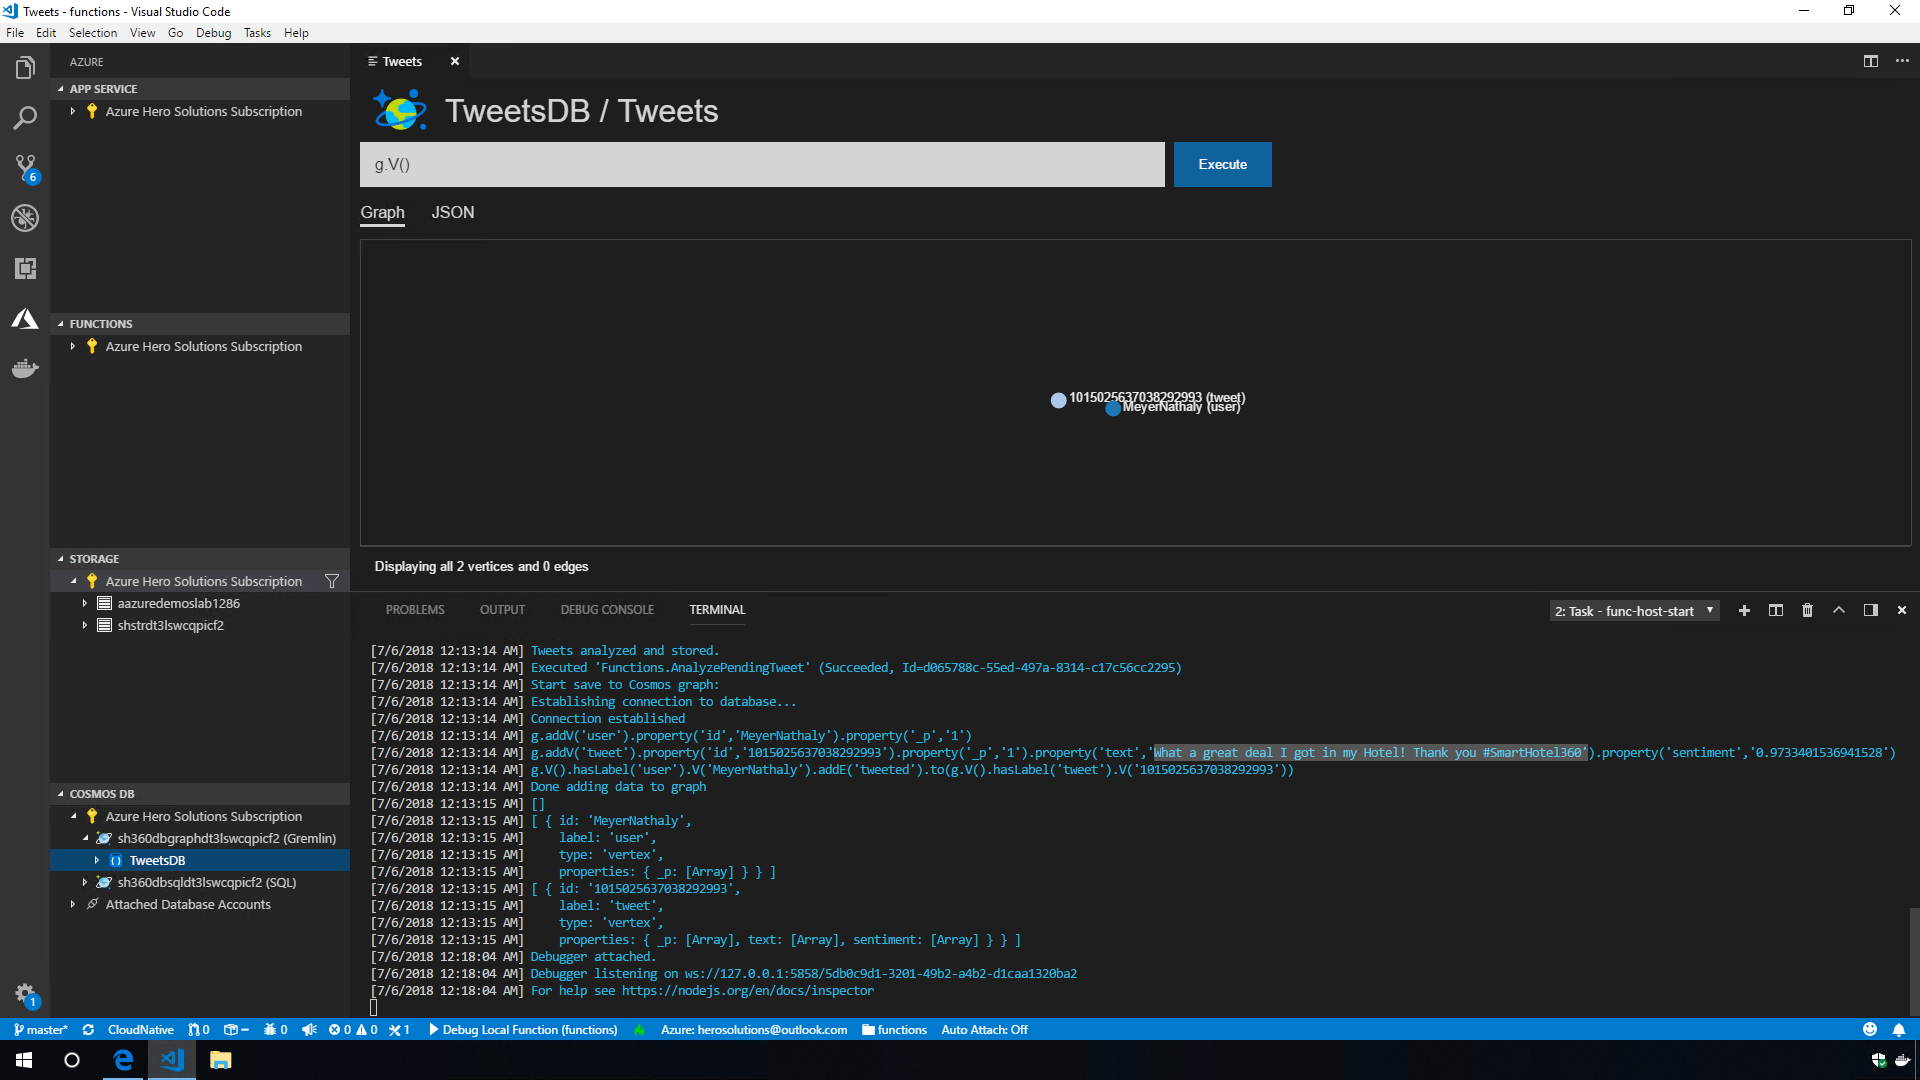 Tweets - functions - Visual Studio Code
File Edit Selection View Go Debug Tasks Help
AZURE
APP SERVICE
Azure Hero Solutions Subscription
6
FUNCTIONS
Azure Hero Solutions Subscription
STORAGE
Azure Hero Solutions Subscription
aazuredemoslab1286
shstrdt3lswcqpicf2
COSMOS DB
Azure Hero Solutions Subscription
sh360dbgraphdt3lswcqpicf2 (Gremlin)
TweetsDB
sh360dbsqldt3lswcqpicf2 (SQL)
Attached Database Accounts
1
Tweets
TweetsDB / Tweets
g.V()
Execute
Graph JSON
1015025637038292993 (tweet)
MeyerNathaly (user)
Displaying all 2 vertices and 0 edges
PROBLEMS OUTPUT DEBUG CONSOLE TERMINAL
2: Task - func-host-start
[7/6/2018 12:13:14 AM] Tweets analyzed and stored.
[7/6/2018 12:13:14 AM] Executed 'Functions.AnalyzePendingTweet' (Succeeded, Id=d065788c-55ed-497a-8314-c17c56cc2295)
[7/6/2018 12:13:14 AM] Start save to Cosmos graph:
[7/6/2018 12:13:14 AM] Establishing connection to database...
[7/6/2018 12:13:14 AM] Connection established
[7/6/2018 12:13:14 AM] g.addV('user').property('id','MeyerNathaly').property('_p','1')
[7/6/2018 12:13:14 AM] g.addV('tweet').property('id','1015025637038292993').property('_p','1').property('text','What a great deal I got in my Hotel! Thank you #SmartHotel360').property('sentiment','0.9733401536941528')
[7/6/2018 12:13:14 AM] g.V().hasLabel('user').V('MeyerNathaly').addE('tweeted').to(g.V().hasLabel('tweet').V('1015025637038292993'))
[7/6/2018 12:13:14 AM] Done adding data to graph
[7/6/2018 12:13:15 AM] []
[7/6/2018 12:13:15 AM] [ { id: 'MeyerNathaly',
[7/6/2018 12:13:15 AM] label: 'user',
[7/6/2018 12:13:15 AM] type: 'vertex',
[7/6/2018 12:13:15 AM] properties: { _p: [Array] } } ]
[7/6/2018 12:13:15 AM] [ { id: '1015025637038292993',
[7/6/2018 12:13:15 AM] label: 'tweet',
[7/6/2018 12:13:15 AM] type: 'vertex',
[7/6/2018 12:13:15 AM] properties: { _p: [Array], text: [Array], sentiment: [Array] } } ]
[7/6/2018 12:18:04 AM] Debugger attached.
[7/6/2018 12:18:04 AM] Debugger listening on ws://127.0.0.1:5858/5db0c9d1-3201-49b2-a4b2-d1caa1320ba2
[7/6/2018 12:18:04 AM] For help see https://nodejs.org/en/docs/inspector
master* CloudNative 0 0 0 0 1 Debug Local Function (functions) Azure: herosolutions@outlook.com functions Auto Attach: Off